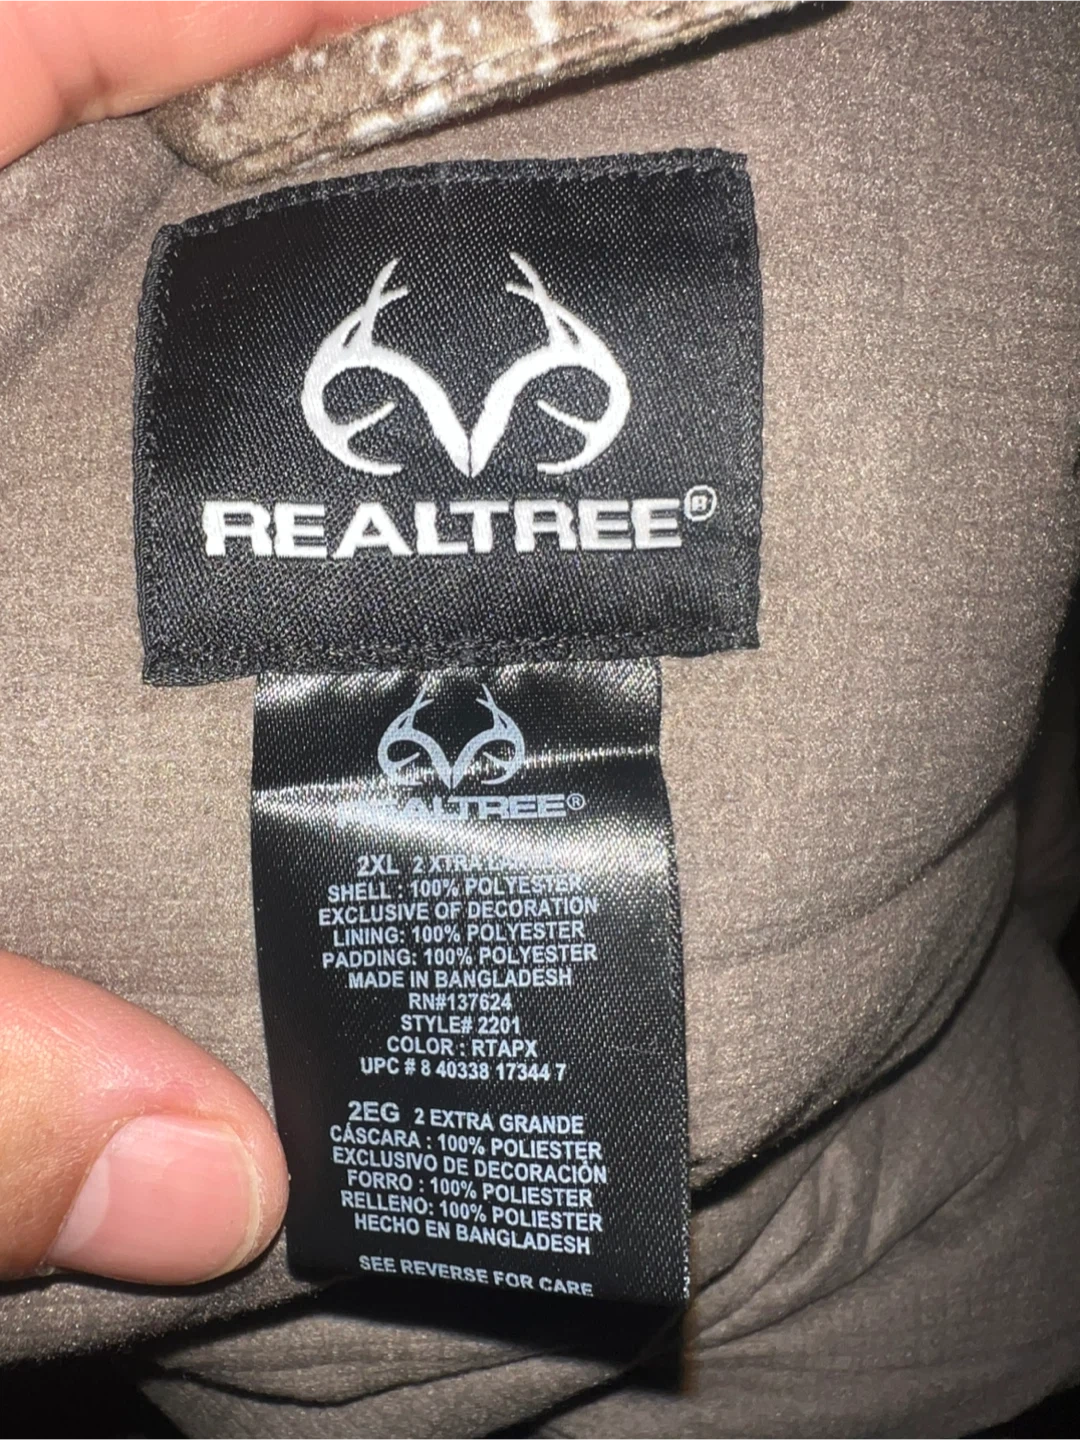 REALTREE®
REALTREE®
2XL 2 XTRA LARGE
SHELL : 100% POLYESTER
EXCLUSIVE OF DECORATION
LINING: 100% POLYESTER
PADDING: 100% POLYESTER
MADE IN BANGLADESH
RN#137624
STYLE# 2201
COLOR : RTAPX
UPC # 8 40338 17344 7
2EG 2 EXTRA GRANDE
CÁSCARA : 100% POLIESTER
EXCLUSIVO DE DECORACIÓN
FORRO : 100% POLIESTER
RELLENO: 100% POLIESTER
HECHO EN BANGLADESH
SEE REVERSE FOR CARE